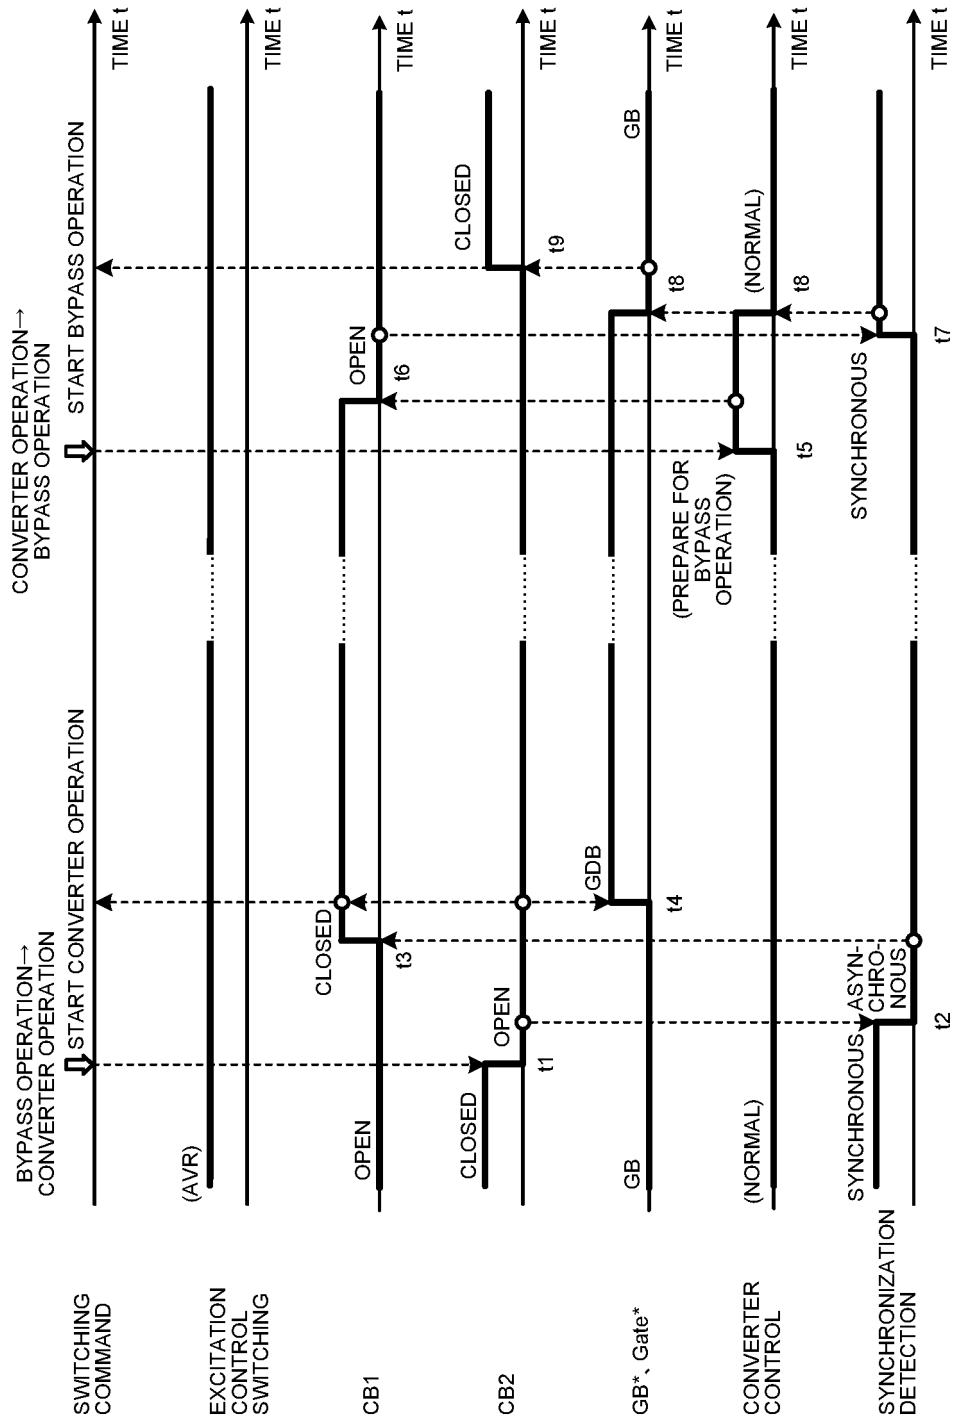 BYPASS OPERATION→
CONVERTER OPERATION
CONVERTER OPERATION→
BYPASS OPERATION
SWITCHING
COMMAND
START CONVERTER OPERATION
START BYPASS OPERATION
TIME t
EXCITATION
CONTROL
SWITCHING
(AVR)
TIME t
CB1
OPEN
CLOSED
t3
OPEN
t6
TIME t
CB2
CLOSED
OPEN
t1
CLOSED
t9
TIME t
GB*、Gate*
GB
GDB
t4
t8
GB
TIME t
CONVERTER
CONTROL
(NORMAL)
(PREPARE FOR
BYPASS
OPERATION)
t5
(NORMAL)
t8
TIME t
SYNCHRONIZATION
DETECTION
SYNCHRONOUS
ASYN-
CHRO-
NOUS
t2
SYNCHRONOUS
t7
TIME t